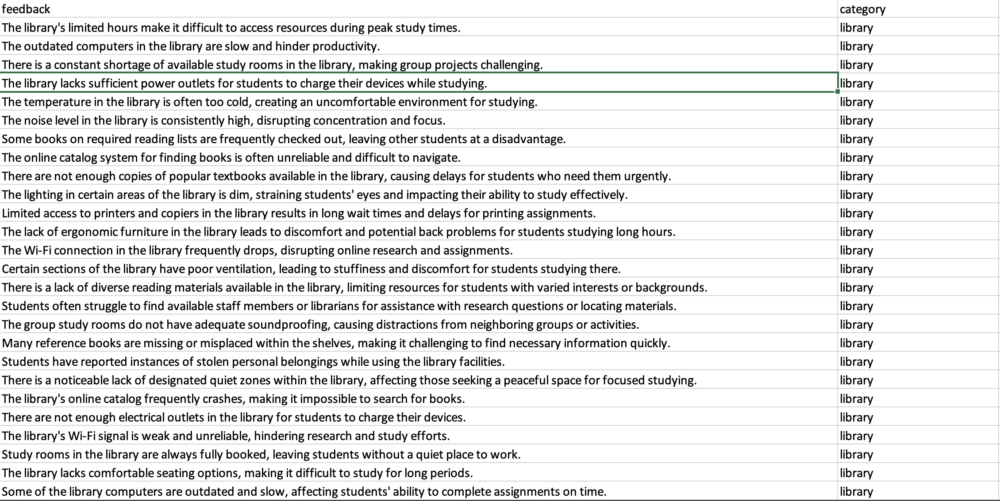 feedback category
The library's limited hours make it difficult to access resources during peak study times. library
The outdated computers in the library are slow and hinder productivity. library
There is a constant shortage of available study rooms in the library, making group projects challenging. library
The library lacks sufficient power outlets for students to charge their devices while studying. library
The temperature in the library is often too cold, creating an uncomfortable environment for studying. library
The noise level in the library is consistently high, disrupting concentration and focus. library
Some books on required reading lists are frequently checked out, leaving other students at a disadvantage. library
The online catalog system for finding books is often unreliable and difficult to navigate. library
There are not enough copies of popular textbooks available in the library, causing delays for students who need them urgently. library
The lighting in certain areas of the library is dim, straining students' eyes and impacting their ability to study effectively. library
Limited access to printers and copiers in the library results in long wait times and delays for printing assignments. library
The lack of ergonomic furniture in the library leads to discomfort and potential back problems for students studying long hours. library
The Wi-Fi connection in the library frequently drops, disrupting online research and assignments. library
Certain sections of the library have poor ventilation, leading to stuffiness and discomfort for students studying there. library
There is a lack of diverse reading materials available in the library, limiting resources for students with varied interests or backgrounds. library
Students often struggle to find available staff members or librarians for assistance with research questions or locating materials. library
The group study rooms do not have adequate soundproofing, causing distractions from neighboring groups or activities. library
Many reference books are missing or misplaced within the shelves, making it challenging to find necessary information quickly. library
Students have reported instances of stolen personal belongings while using the library facilities. library
There is a noticeable lack of designated quiet zones within the library, affecting those seeking a peaceful space for focused studying. library
The library's online catalog frequently crashes, making it impossible to search for books. library
There are not enough electrical outlets in the library for students to charge their devices. library
The library's Wi-Fi signal is weak and unreliable, hindering research and study efforts. library
Study rooms in the library are always fully booked, leaving students without a quiet place to work. library
The library lacks comfortable seating options, making it difficult to study for long periods. library
Some of the library computers are outdated and slow, affecting students' ability to complete assignments on time. library